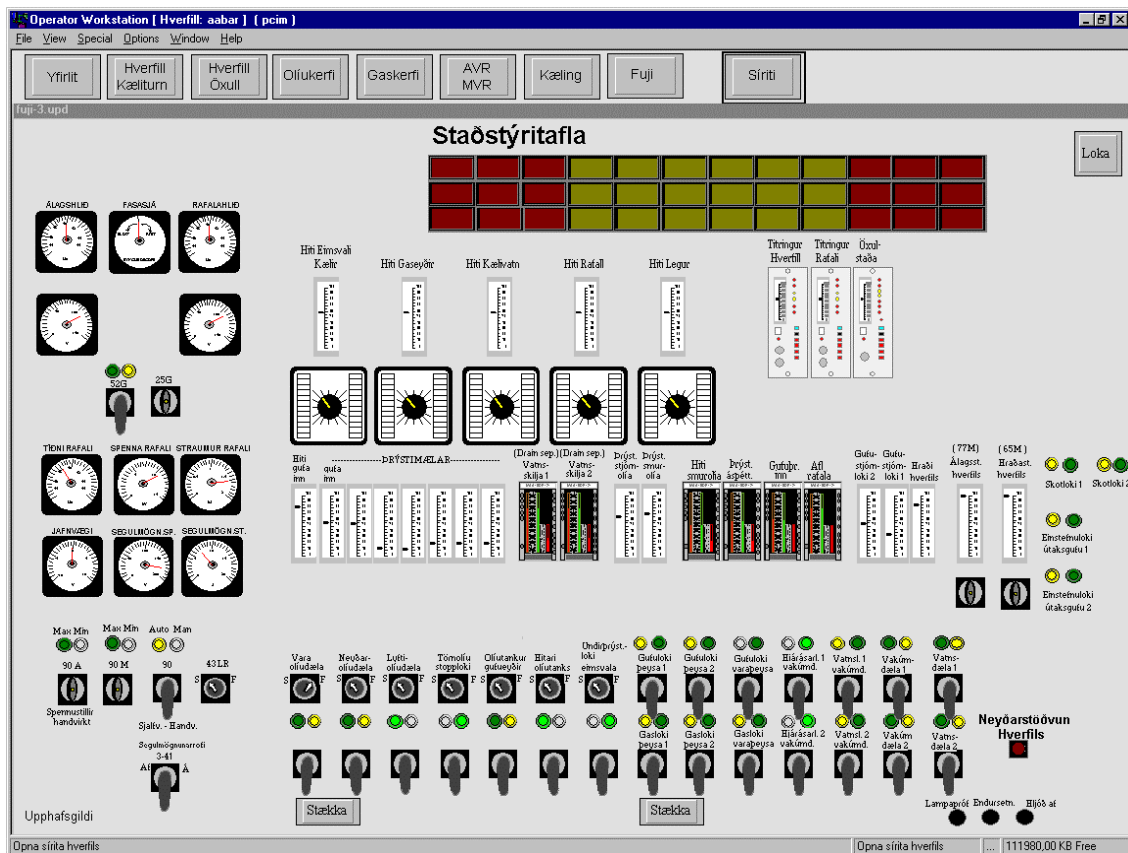 Operator Workstation [ Hverfill: aabar ] ( pcim )
File View Special Options Window Help
Yfirlit
Hverfill
Kæliturn
Hverfill
Öxull
Olíukerfi
Gaskerfi
AVR
MVR
Kæling
Fuji
Síriti
fuji-3.upd
Staðstýritafla
Loka
ÁLAGSHLIÐ
FASASJÁ
RAFALAHLIÐ
Hiti Eimsvali
Kælir
Hiti Gaseyðir
Hiti Kælivatn
Hiti Rafall
Hiti Legur
Titringur
Hverfill
Titringur
Rafali
Öxul-
staða
52G
25G
TÍÐNI RAFALI
SPENNA RAFALI
STRAUMUR RAFALI
Hiti
gufa
inn
gufa
inn
ÞRÝSTIMÆLAR
(Drain sep.)
Vatns-
skilja 1
(Drain sep.)
Vatns-
skilja 2
Þrýst.
stjórn-
olía
Þrýst.
smur-
olía
Hiti
smurolía
Þrýst.
áspétt.
Gufuþr.
inn
Afl
rafala
Gufu-
stjórn-
loki 2
Gufu-
stjórn-
loki 1
Hraði
hverfils
(77M)
Álagsst.
hverfils
(65M)
Hraðast.
hverfils
Skotloki 1
Skotloki 2
JAFNVÆGI
SEGULMÖGN SP.
SEGULMÖGN ST.
Einstefnuloki
útaksgufu 1
Einstefnuloki
útaksgufu 2
Max Min
90 A
Spennustillir
handvirkt
Max Min
90 M
Auto Man
90
Sjalfv. - Handv.
43LR
S F
Segulmögnunarrofi
3-41
Af Á
Vara
olíudæla
S F
Neyðar-
olíudæla
S F
Lyfti-
olíudæla
S F
Tómolíu
stopploki
S F
Olíutankur
gufueyðir
S F
Hitari
olíutanks
S F
Undirþrýst.-
loki
eimsvala
S F
Gufuloki
þeysa 1
Gufuloki
þeysa 2
Gufuloki
varaþeysa
Hjárásarl. 1
vakúmd.
Vatnsl. 1
vakúmd.
Vakúm-
dæla 1
Vatns-
dæla 1
Gasloki
þeysa 1
Gasloki
þeysa 2
Gasloki
varaþeysa
Hjárásarl. 2
vakúmd.
Vatnsl. 2
vakúmd.
Vakúm
dæla 2
Vatns-
dæla 2
Neyðarstöðvun
Hverfils
Stækka
Stækka
Lampapróf
Endursetn.
Hljóð af
Upphafsgildi
Opna sírita hverfils
Opna sírita hverfils
...
111980,00 KB Free